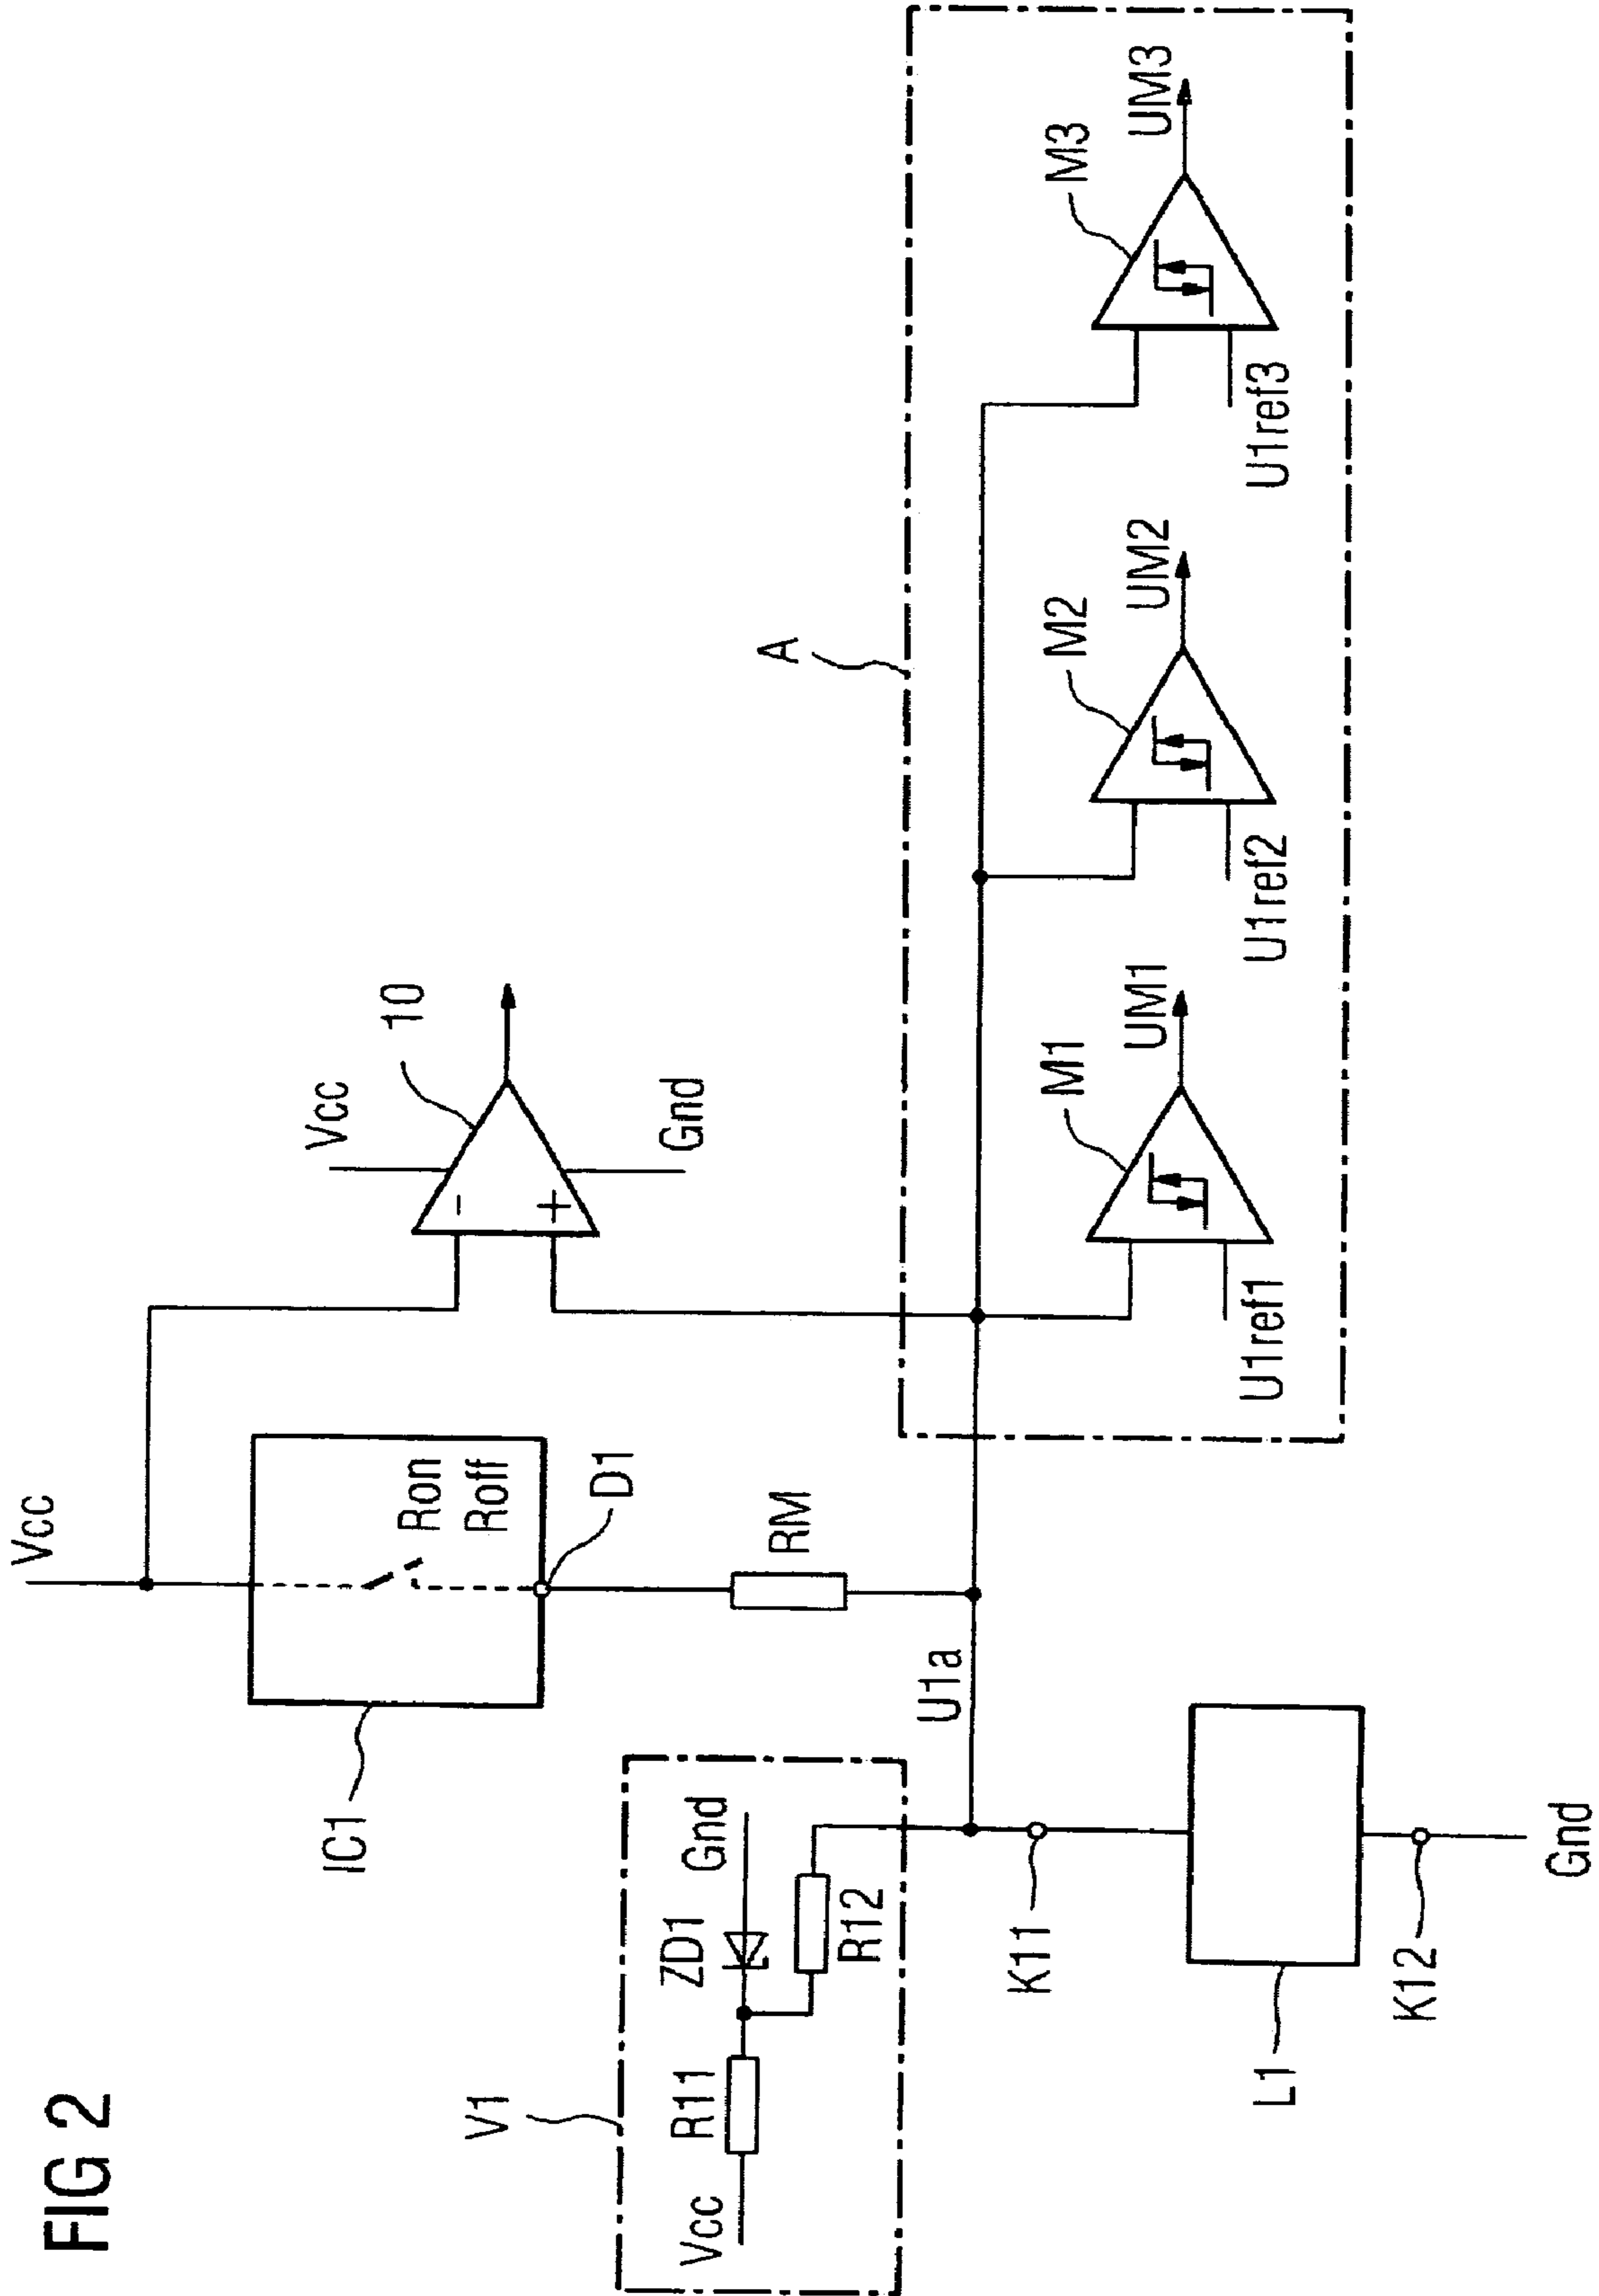 FIG 2
Vcc
IC1
Ron
Roff
D1
RM
Vcc
10
Gnd
V1
Vcc
R11
ZD1
Gnd
R12
U1a
K11
L1
K12
Gnd
A
M1
UM1
U1ref1
M2
UM2
U1ref2
M3
UM3
U1ref3